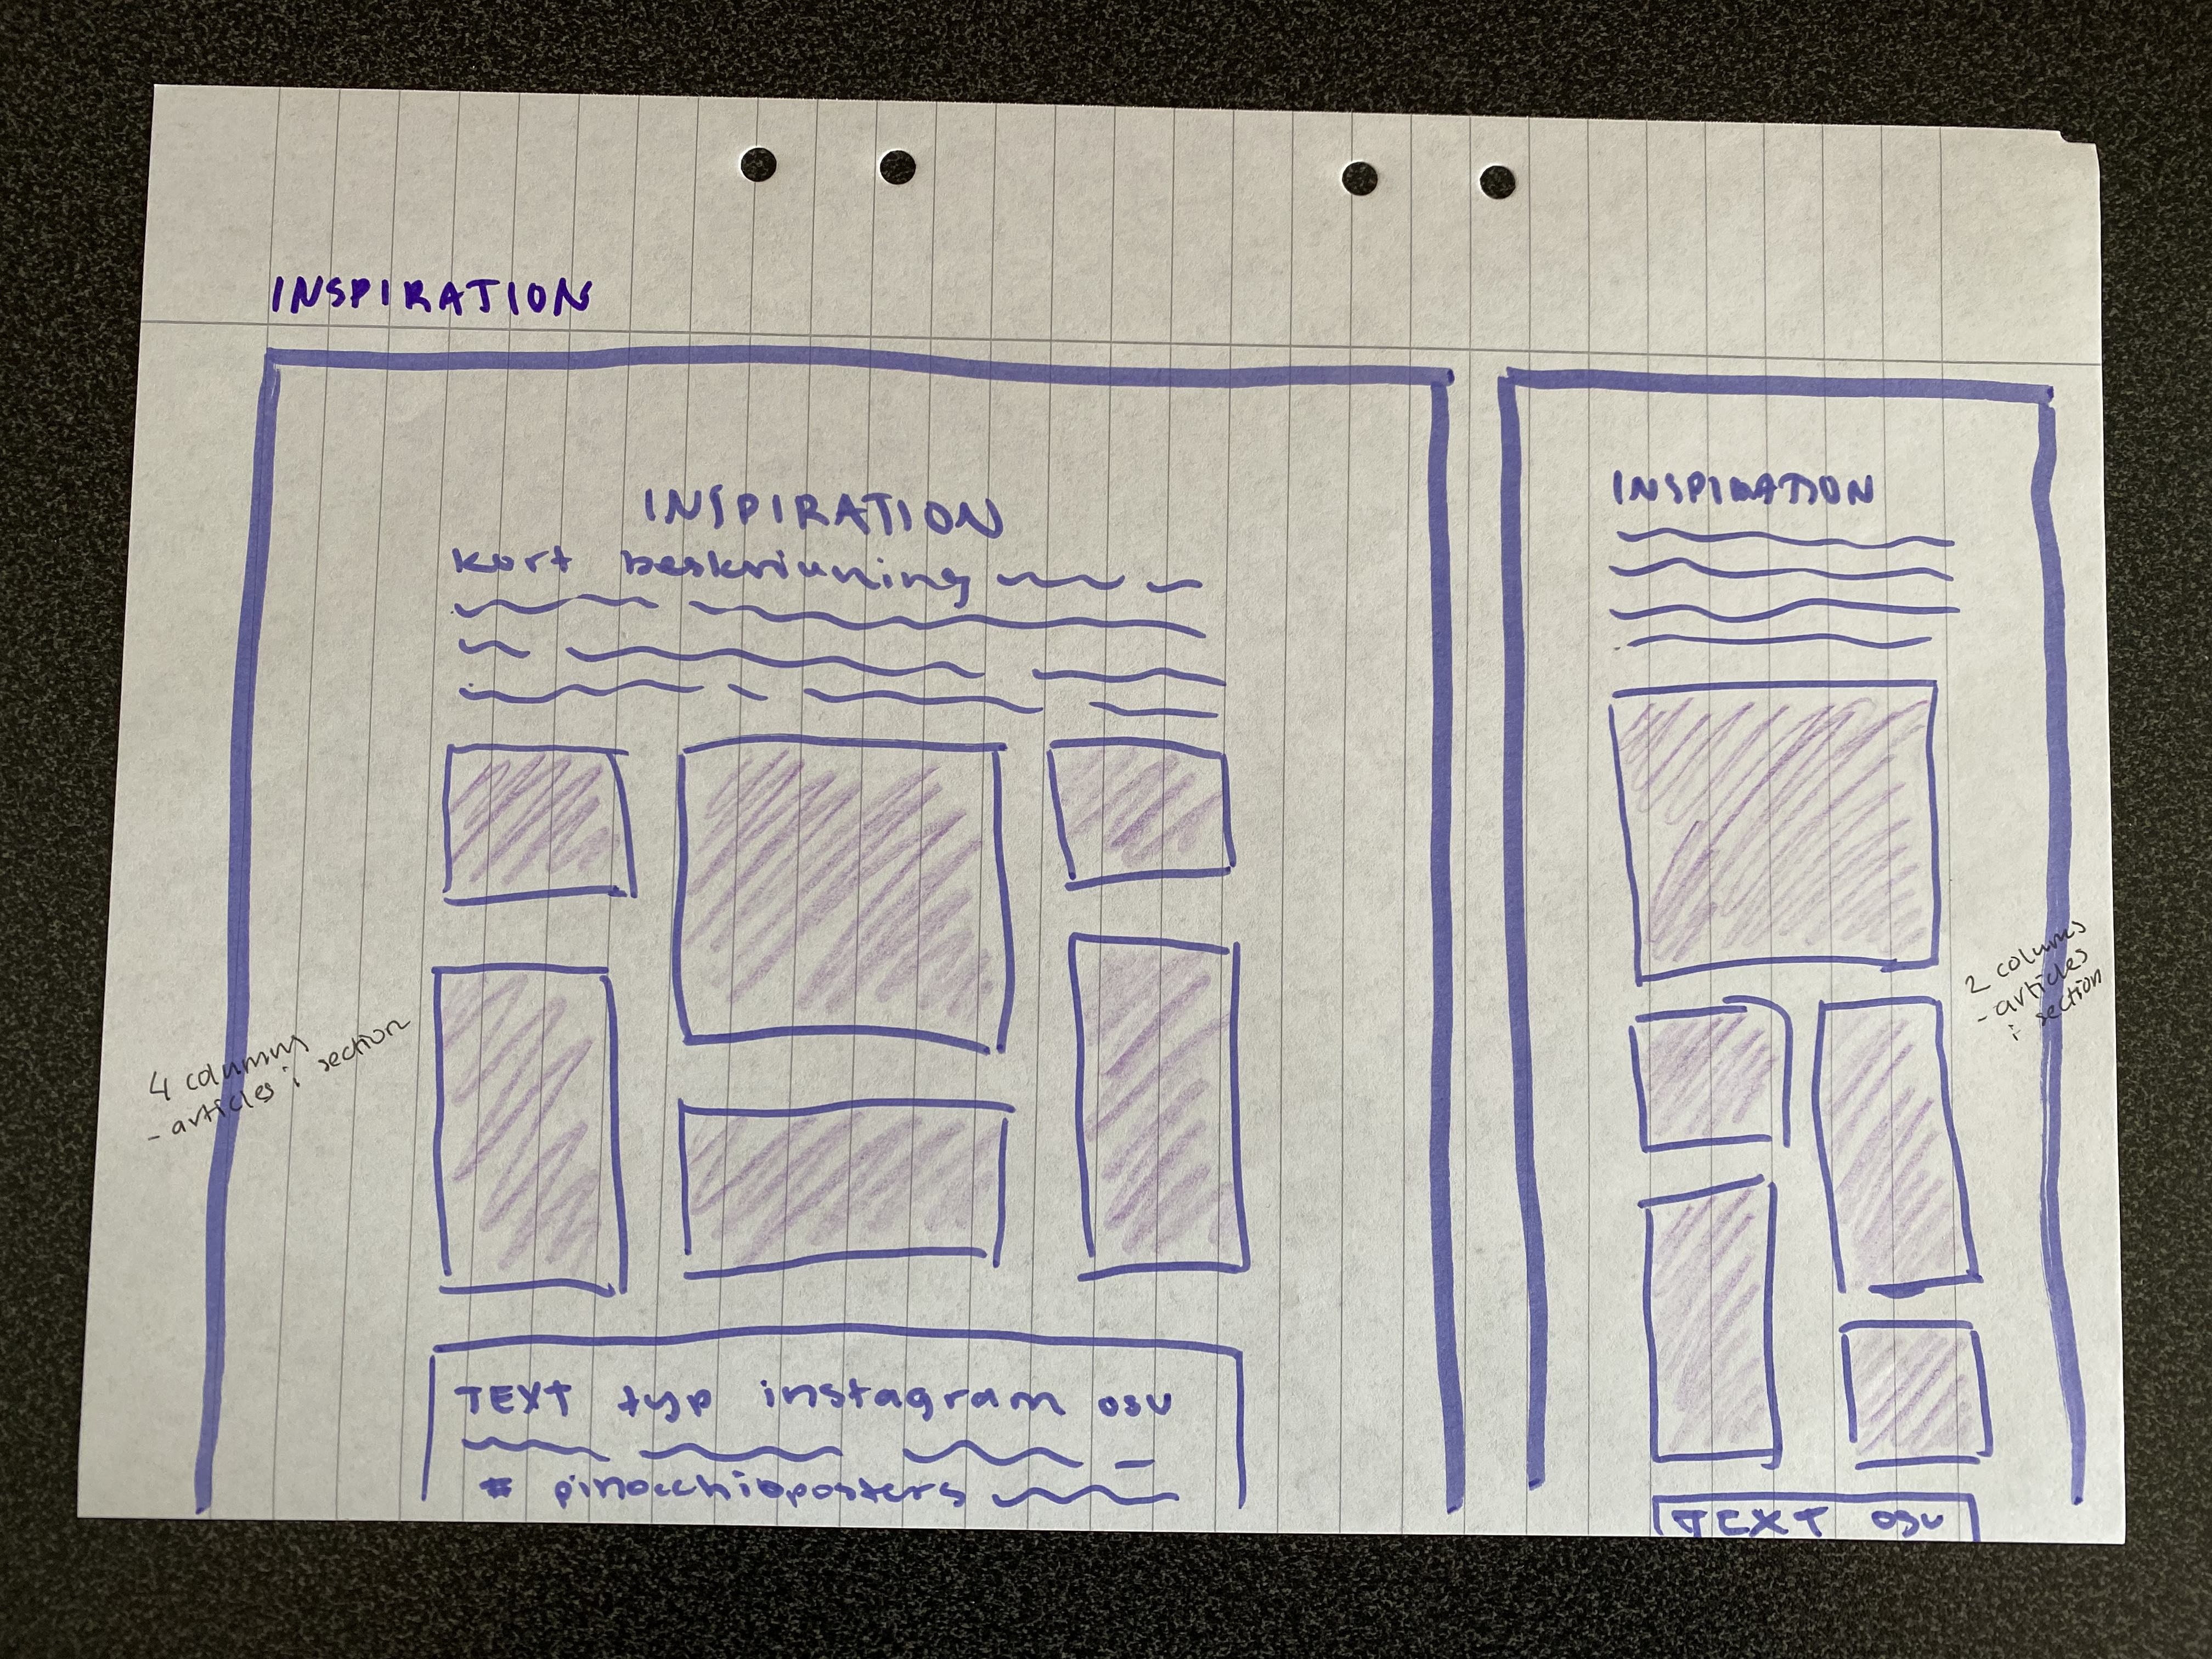 INSPIRATION
INSPIRATION
Kort beskrivning
4 columns i section
- articles
TEXT typ instagram osv
# pinocchioposters
INSPIRATION
2 columns
- articles
i section
TEXT osv